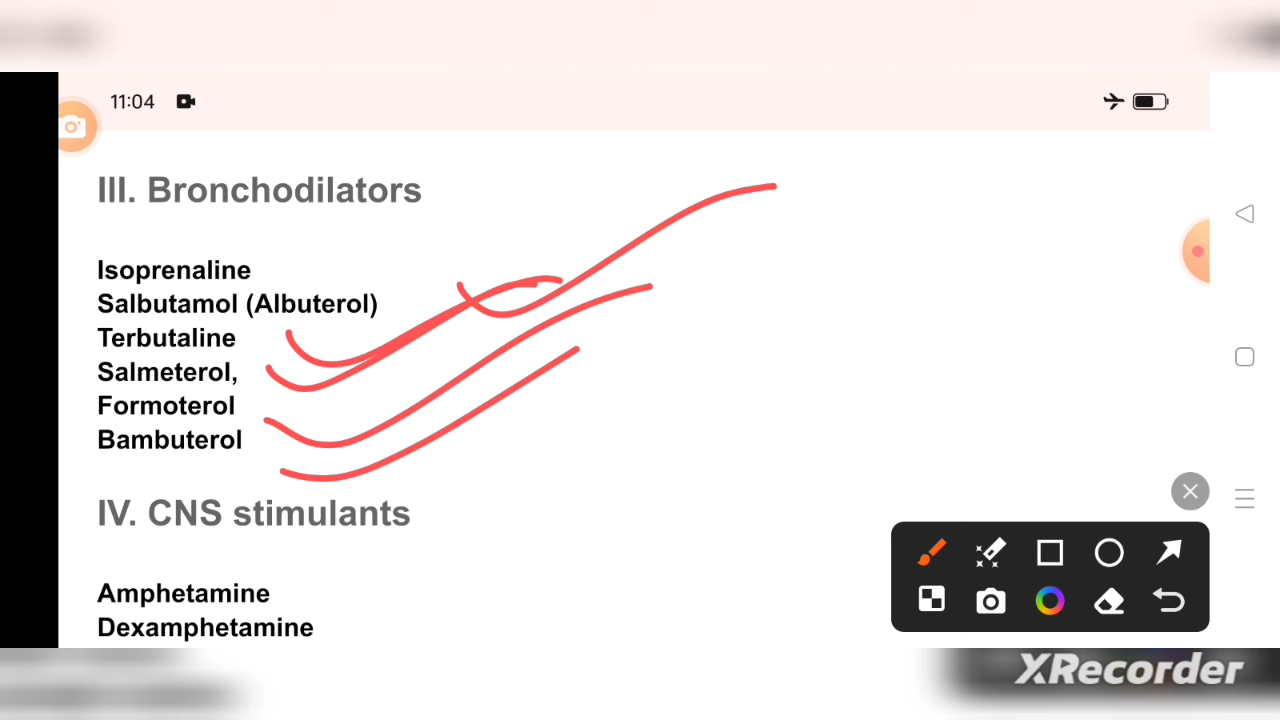 11:04
III. Bronchodilators
Isoprenaline
Salbutamol (Albuterol)
Terbutaline
Salmeterol,
Formoterol
Bambuterol
IV. CNS stimulants
Amphetamine
Dexamphetamine
XRecorder